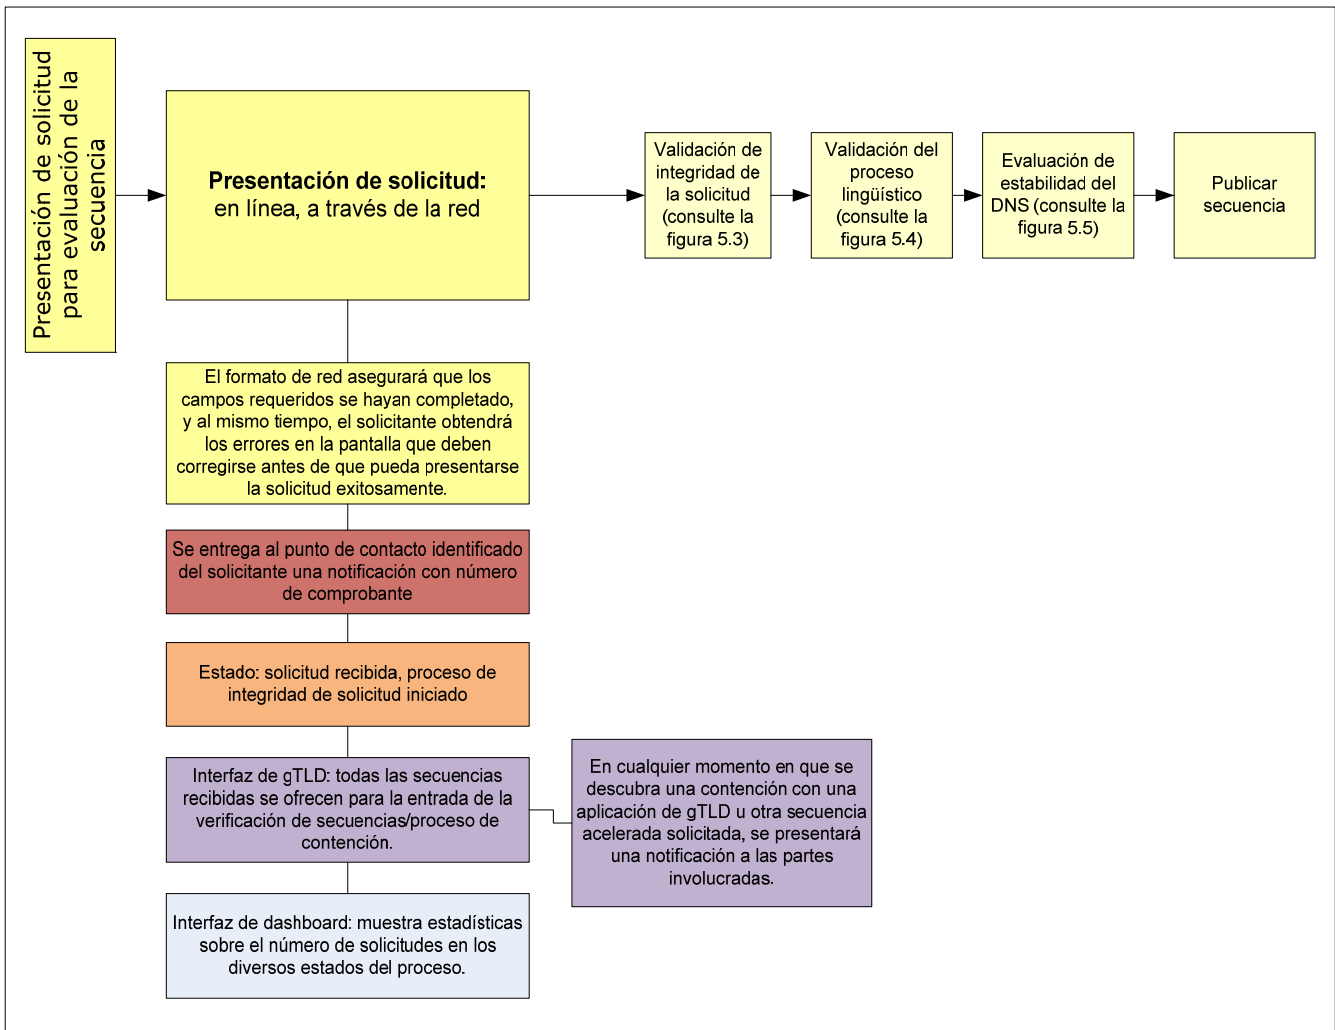 Presentación de solicitud
para evaluación de la
secuencia
Presentación de solicitud:
en línea, a través de la red
Validación de
integridad de
la solicitud
(consulte la
figura 5.3)
Validación del
proceso
lingüístico
(consulte la
figura 5.4)
Evaluación de
estabilidad del
DNS (consulte la
figura 5.5)
Publicar
secuencia
El formato de red asegurará que los
campos requeridos se hayan completado,
y al mismo tiempo, el solicitante obtendrá
los errores en la pantalla que deben
corregirse antes de que pueda presentarse
la solicitud exitosamente.
Se entrega al punto de contacto identificado
del solicitante una notificación con número
de comprobante
Estado: solicitud recibida, proceso de
integridad de solicitud iniciado
Interfaz de gTLD: todas las secuencias
recibidas se ofrecen para la entrada de la
verificación de secuencias/proceso de
contención.
En cualquier momento en que se
descubra una contención con una
aplicación de gTLD u otra secuencia
acelerada solicitada, se presentará
una notificación a las partes
involucradas.
Interfaz de dashboard: muestra estadísticas
sobre el número de solicitudes en los
diversos estados del proceso.